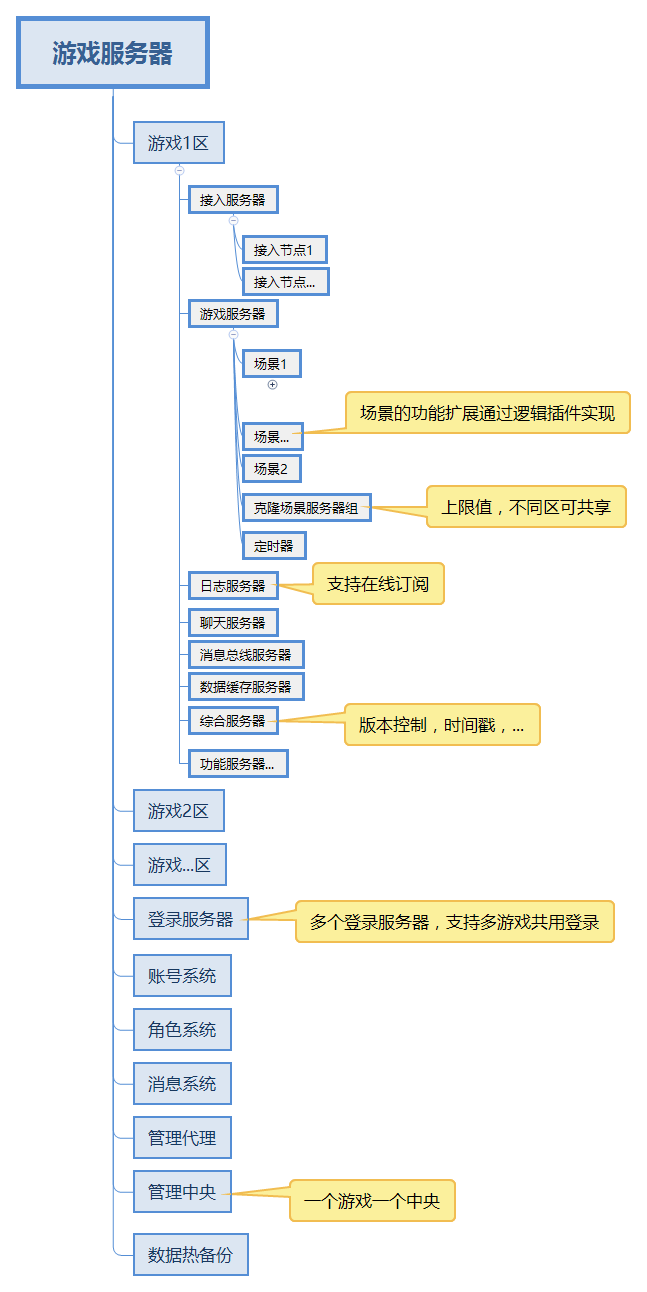 游戏服务器
游戏1区
接入服务器
接入节点1
接入节点...
游戏服务器
场景1
场景的功能扩展通过逻辑插件实现
场景...
场景2
克隆场景服务器组
上限值，不同区可共享
定时器
日志服务器
支持在线订阅
聊天服务器
消息总线服务器
数据缓存服务器
综合服务器
版本控制，时间戳，...
功能服务器...
游戏2区
游戏...区
登录服务器
多个登录服务器，支持多游戏共用登录
账号系统
角色系统
消息系统
管理代理
管理中央
一个游戏一个中央
数据热备份